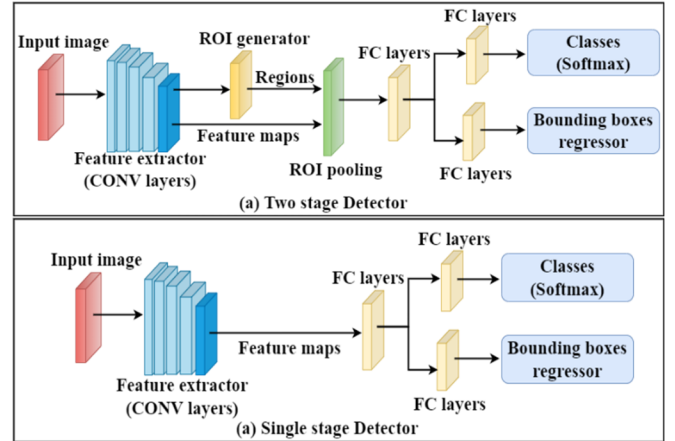 Input image
ROI generator
FC layers
FC layers
Classes
(Softmax)
Regions
Feature maps
Bounding boxes
regressor
Feature extractor
(CONV layers)
ROI pooling
FC layers
(a) Two stage Detector
Input image
FC layers
FC layers
Classes
(Softmax)
Feature maps
Bounding boxes
regressor
Feature extractor
(CONV layers)
FC layers
(a) Single stage Detector